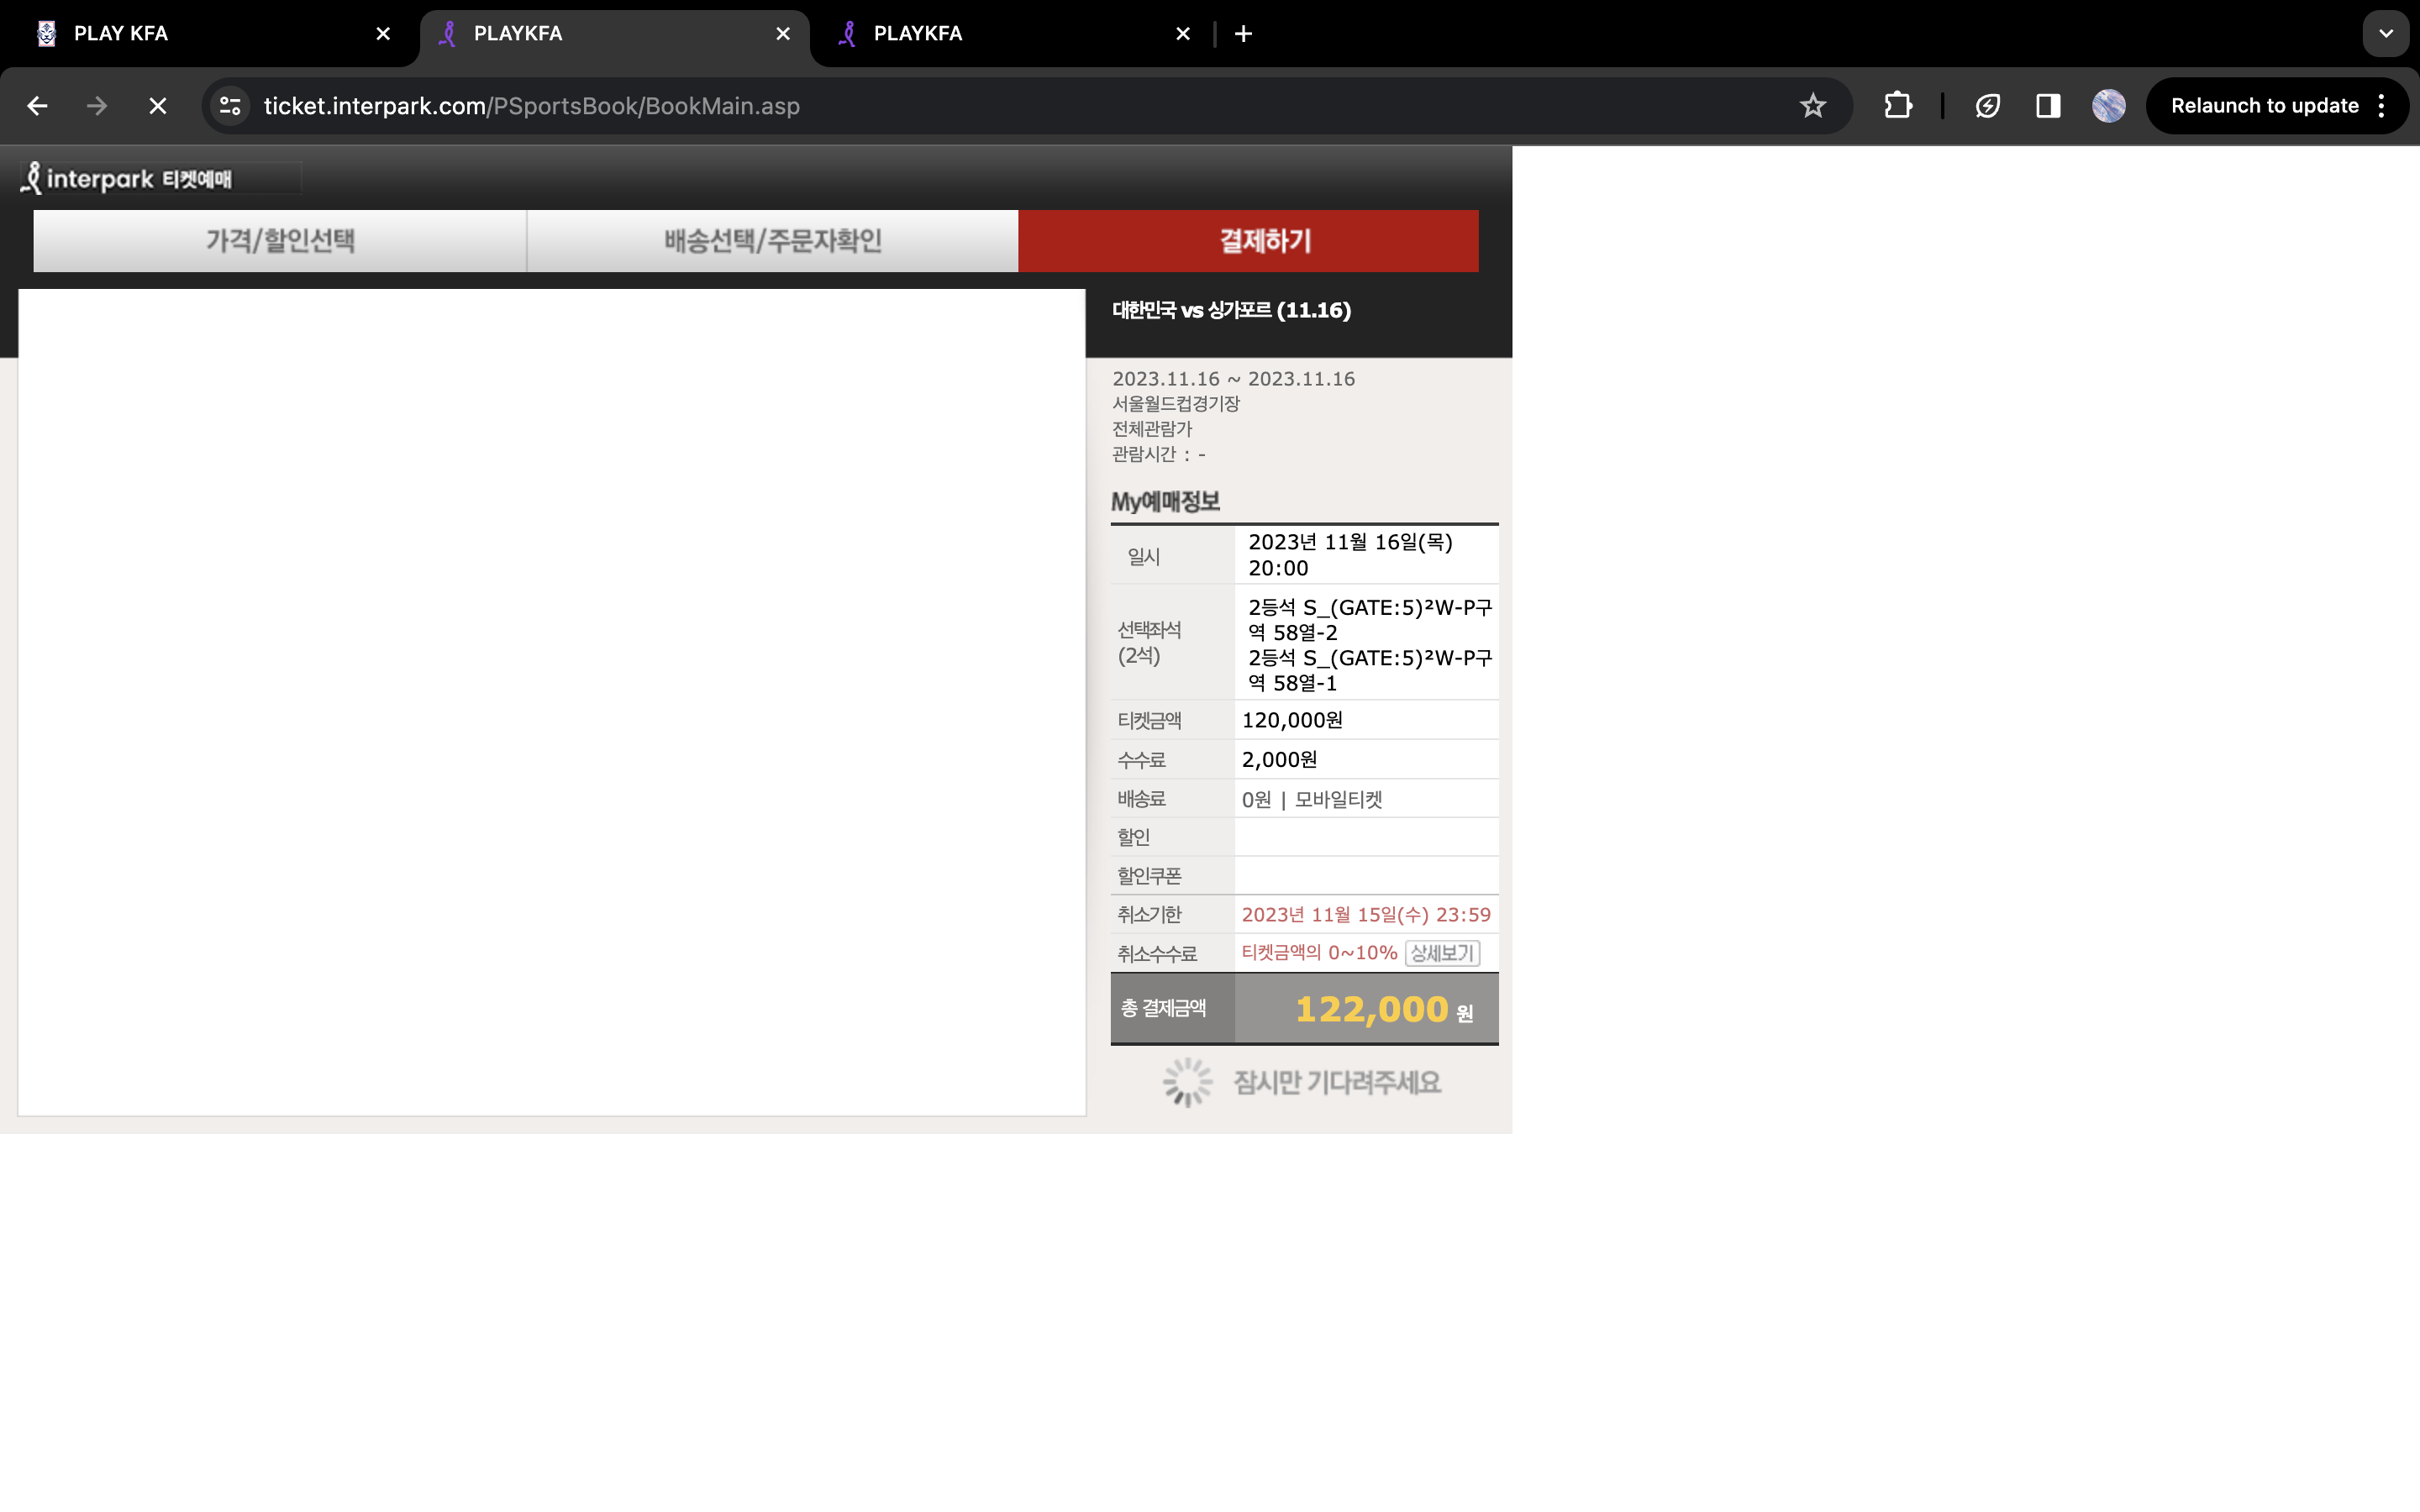 PLAY KFA
PLAYKFA
PLAYKFA
ticket.interpark.com/PSportsBook/BookMain.asp
Relaunch to update
interpark 티켓예매
가격/할인선택
배송선택/주문자확인
결제하기
대한민국 vs 싱가포르 (11.16)
2023.11.16 ~ 2023.11.16
서울월드컵경기장
전체관람가
관람시간 : -
My예매정보
일시
2023년 11월 16일(목)
20:00
선택좌석
(2석)
2등석 S_(GATE:5)²W-P구
역 58열-2
2등석 S_(GATE:5)²W-P구
역 58열-1
티켓금액 120,000원
수수료 2,000원
배송료 0원 | 모바일티켓
할인
할인쿠폰
취소기한 2023년 11월 15일(수) 23:59
취소수수료 티켓금액의 0~10% 상세보기
총 결제금액 122,000 원
잠시만 기다려주세요